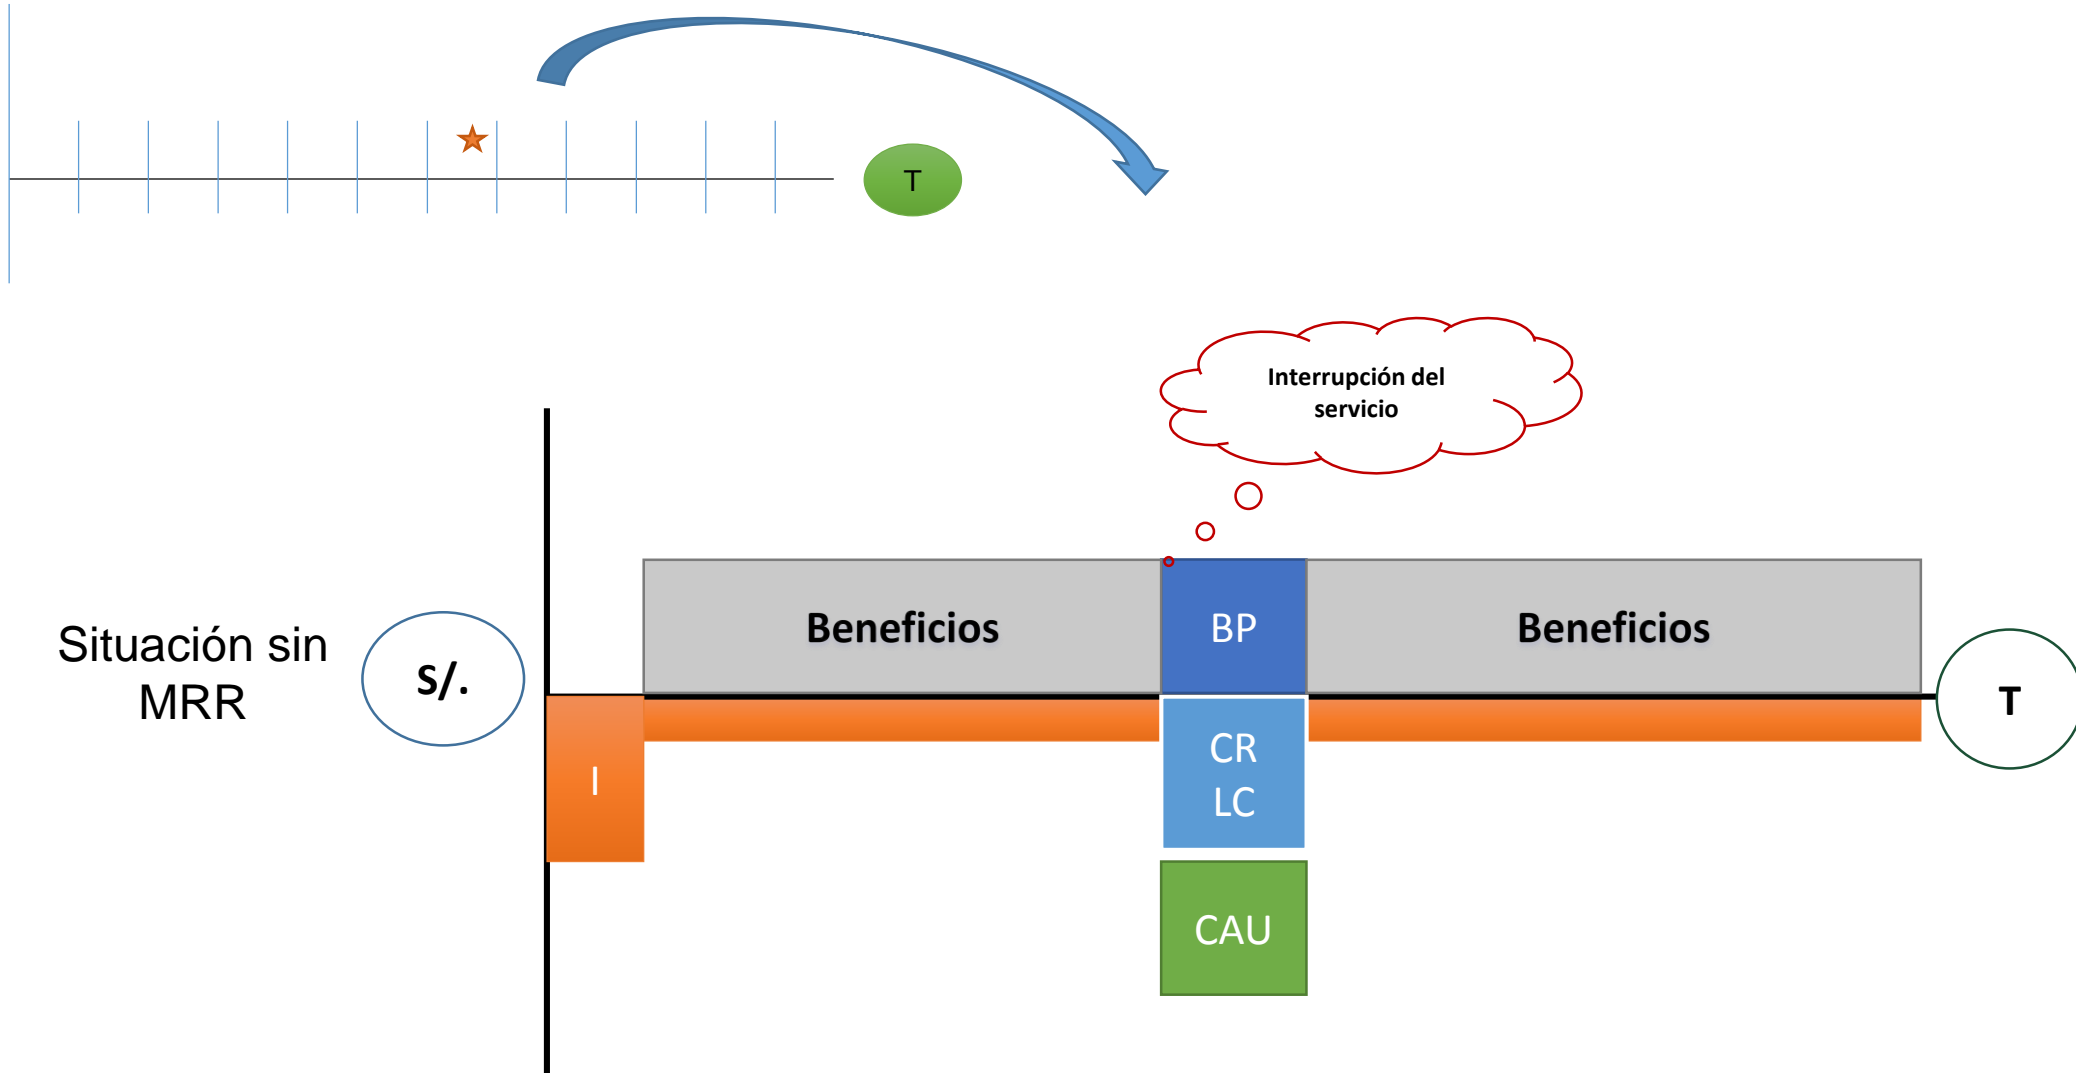 T
Interrupción del
servicio
Situación sin
MRR
S/.
Beneficios
BP
Beneficios
T
I
CR
LC
CAU